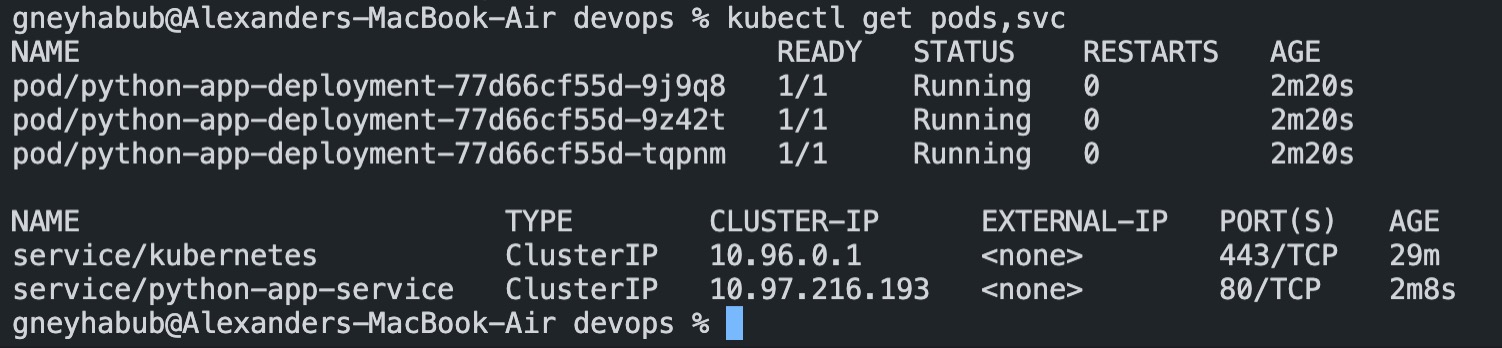 gneyhabub@Alexanders-MacBook-Air devops % kubectl get pods,svc
NAME READY STATUS RESTARTS AGE
pod/python-app-deployment-77d66cf55d-9j9q8 1/1 Running 0 2m20s
pod/python-app-deployment-77d66cf55d-9z42t 1/1 Running 0 2m20s
pod/python-app-deployment-77d66cf55d-tqpnm 1/1 Running 0 2m20s
NAME TYPE CLUSTER-IP EXTERNAL-IP PORT(S) AGE
service/kubernetes ClusterIP 10.96.0.1 <none> 443/TCP 29m
service/python-app-service ClusterIP 10.97.216.193 <none> 80/TCP 2m8s
gneyhabub@Alexanders-MacBook-Air devops %